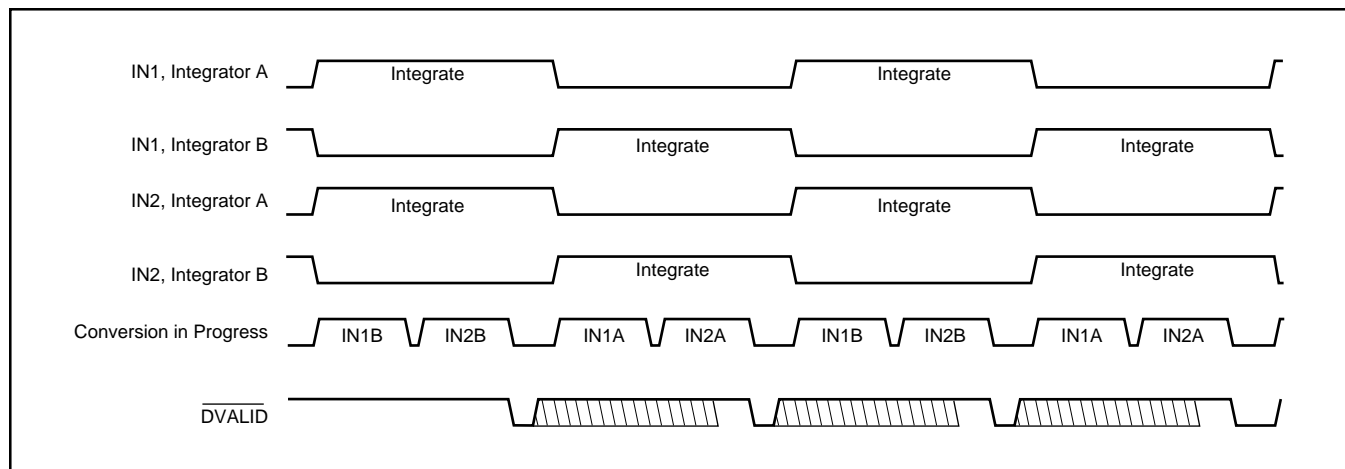 IN1, Integrator A
Integrate
Integrate
IN1, Integrator B
Integrate
Integrate
IN2, Integrator A
Integrate
Integrate
IN2, Integrator B
Integrate
Integrate
Conversion in Progress
IN1B
IN2B
IN1A
IN2A
IN1B
IN2B
IN1A
IN2A
DVALID